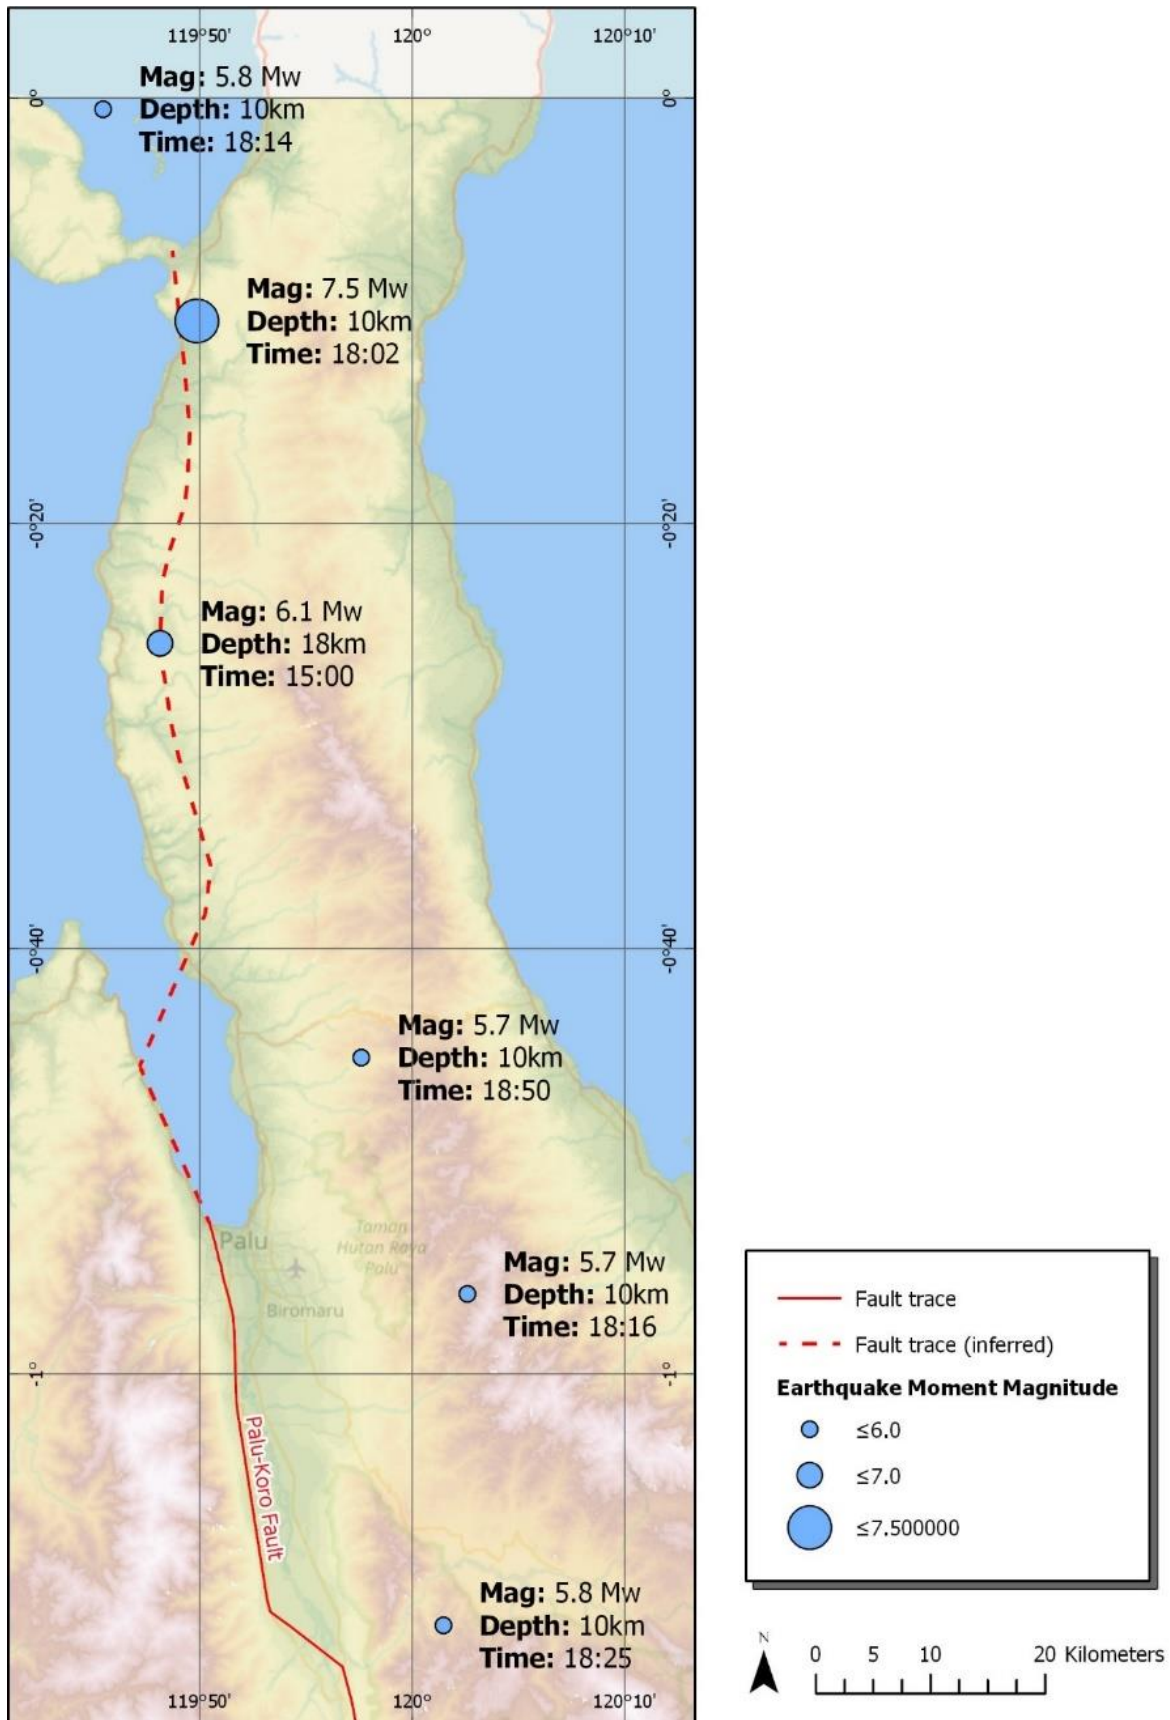 119°50'
120°
120°10'
Mag: 5.8 Mw
Depth: 10km
Time: 18:14
0°
0°
Mag: 7.5 Mw
Depth: 10km
Time: 18:02
-0°20'
-0°20'
Mag: 6.1 Mw
Depth: 18km
Time: 15:00
-0°40'
-0°40'
Mag: 5.7 Mw
Depth: 10km
Time: 18:50
Palu
Taman
Hutan Raya
Palu
Biromaru
Mag: 5.7 Mw
Depth: 10km
Time: 18:16
-1°
-1°
Palu-Koro Fault
Mag: 5.8 Mw
Depth: 10km
Time: 18:25
119°50'
120°
120°10'
Fault trace
Fault trace (inferred)
Earthquake Moment Magnitude
≤6.0
≤7.0
≤7.500000
N
0 5 10 20 Kilometers